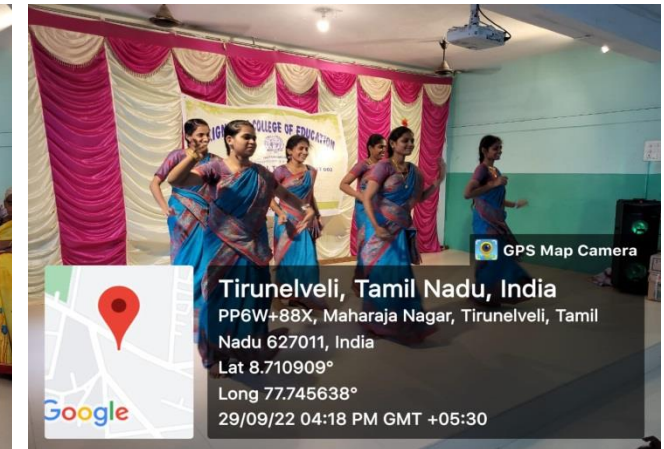 COLLEGE OF EDUCATION
GPS Map Camera
Tirunelveli, Tamil Nadu, India
PP6W+88X, Maharaja Nagar, Tirunelveli, Tamil
Nadu 627011, India
Lat 8.710909°
Long 77.745638°
29/09/22 04:18 PM GMT +05:30
Google